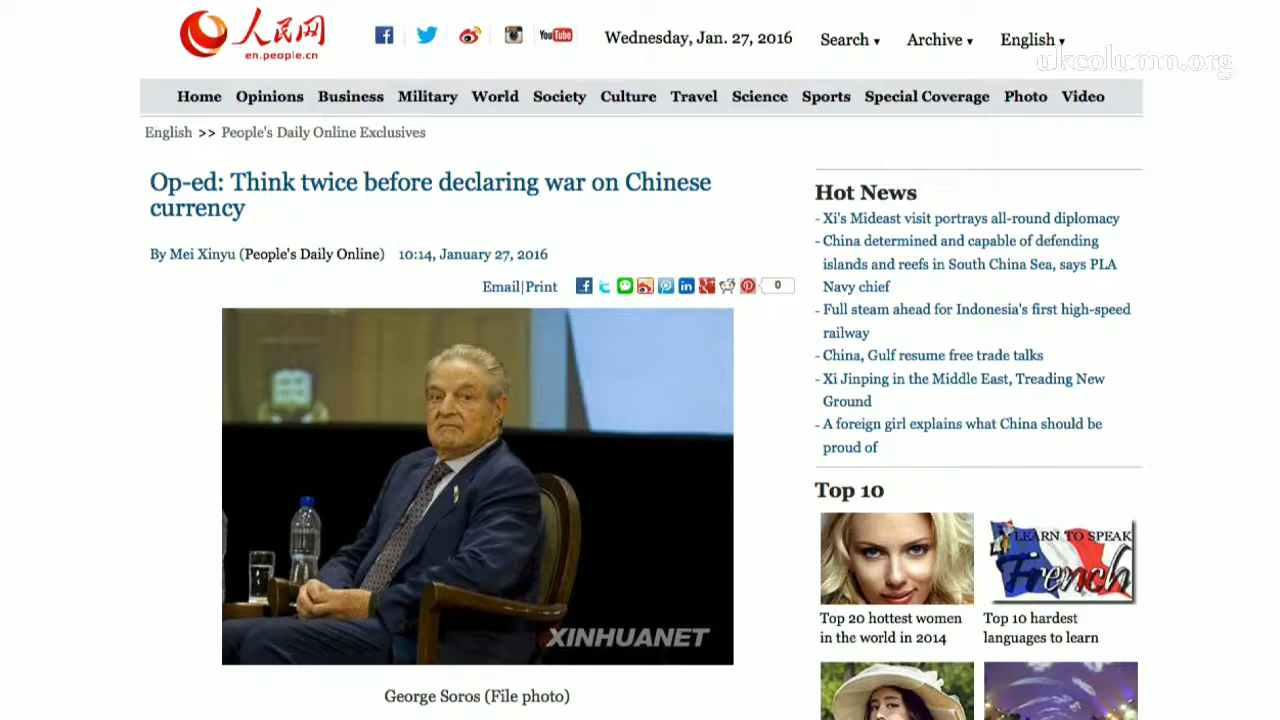 人民网
en.people.cn
You Tube
Wednesday, Jan. 27, 2016
Search
Archive
English
ukcolumn.org
Home Opinions Business Military World Society Culture Travel Science Sports Special Coverage Photo Video
English >> People's Daily Online Exclusives
Op-ed: Think twice before declaring war on Chinese
currency
By Mei Xinyu (People's Daily Online) 10:14, January 27, 2016
Email|Print
0
XINHUANET
George Soros (File photo)
Hot News
- Xi's Mideast visit portrays all-round diplomacy
- China determined and capable of defending
islands and reefs in South China Sea, says PLA
Navy chief
- Full steam ahead for Indonesia's first high-speed
railway
- China, Gulf resume free trade talks
- Xi Jinping in the Middle East, Treading New
Ground
- A foreign girl explains what China should be
proud of
Top 10
LEARN TO SPEAK
French
Top 20 hottest women
in the world in 2014
Top 10 hardest
languages to learn